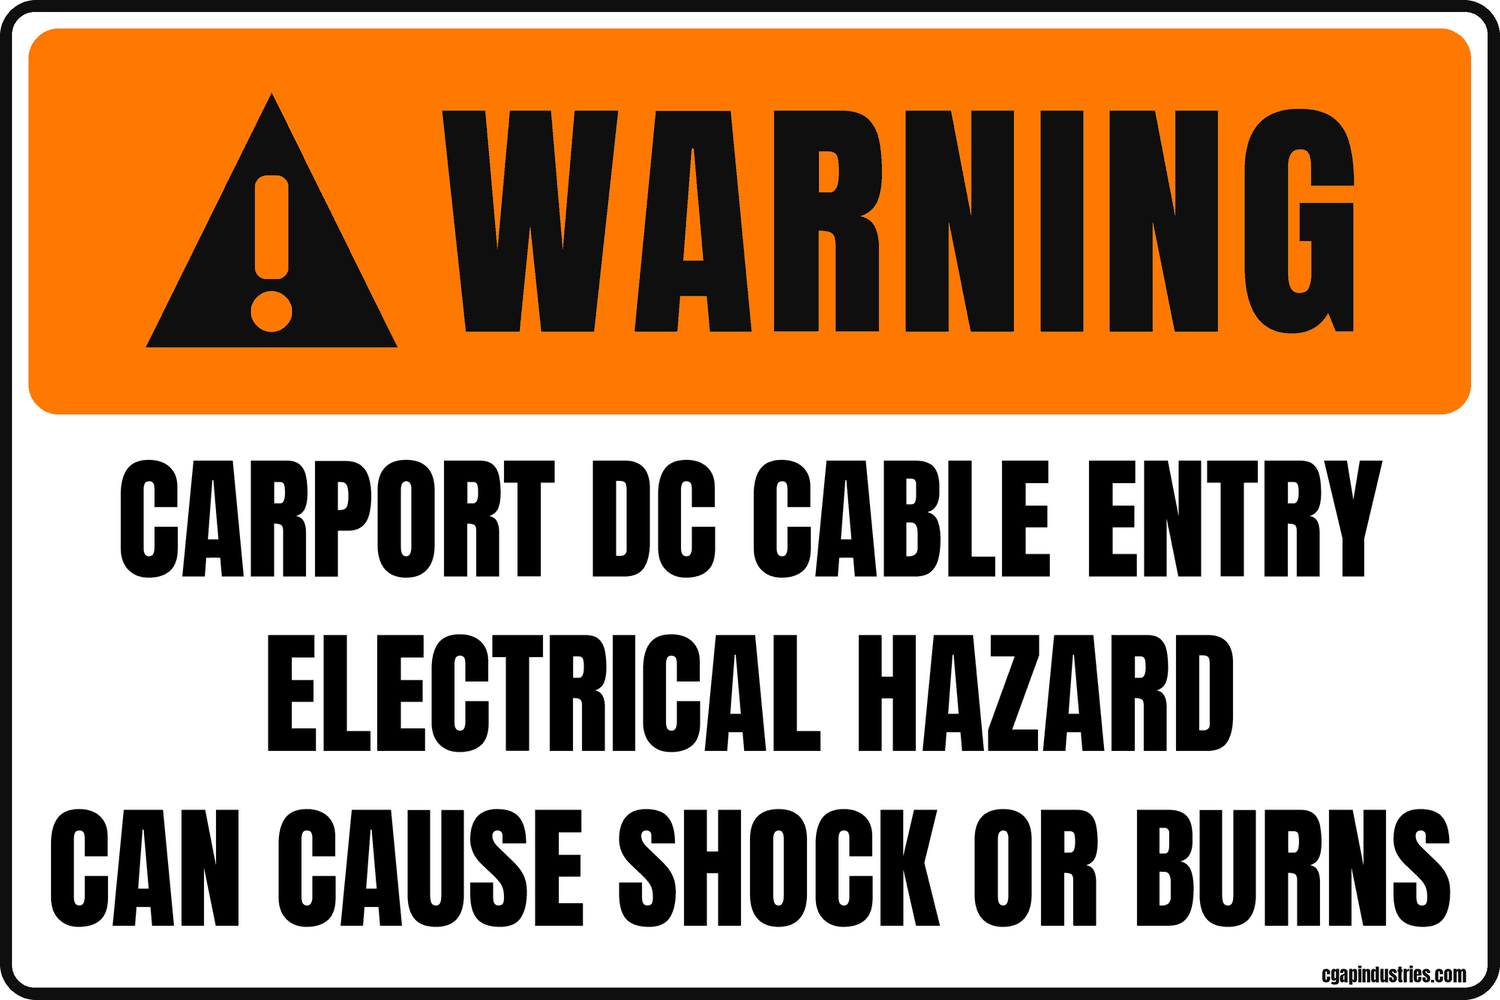 WARNING
CARPORT DC CABLE ENTRY
ELECTRICAL HAZARD
CAN CAUSE SHOCK OR BURNS
cgapindustries.com